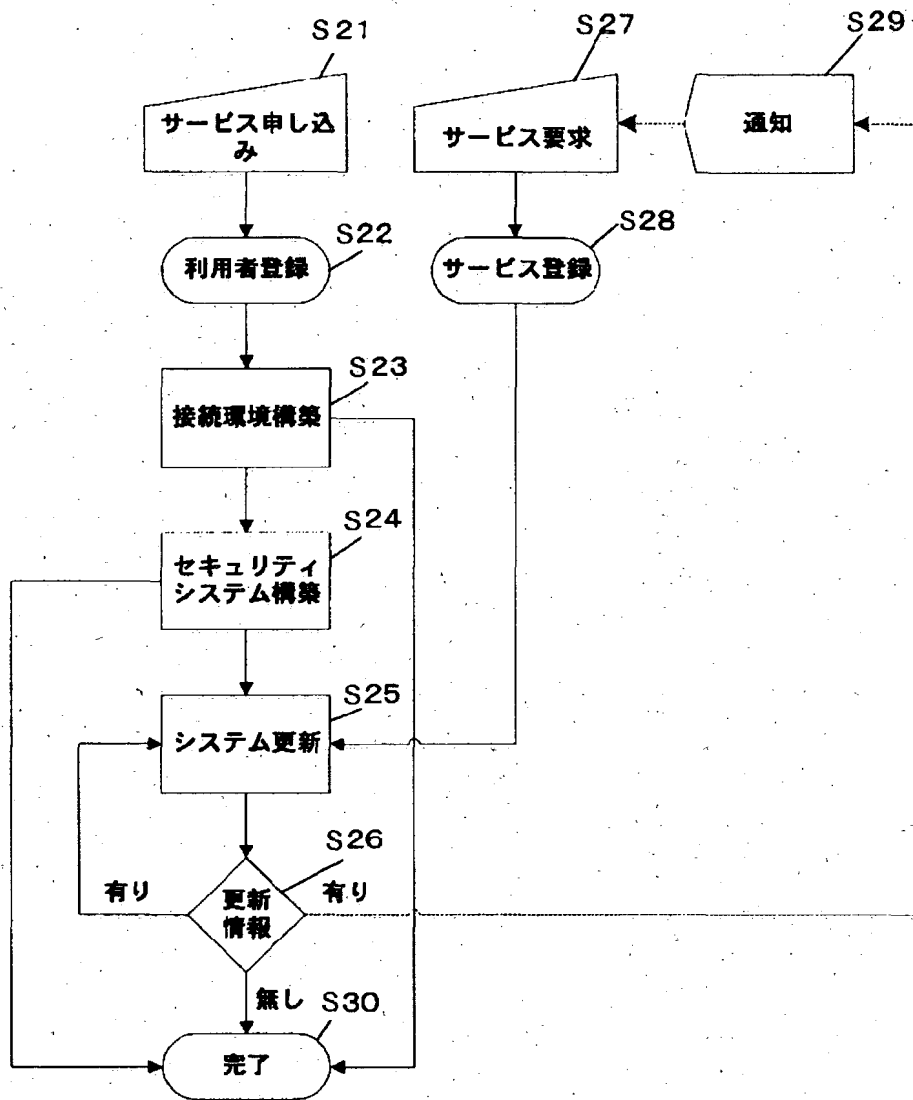 S21
S27
S29
サービス申し込
み
サービス要求
通知
S22
利用者登録
S28
サービス登録
S23
接続環境構築
S24
セキュリティ
システム構築
S25
システム更新
S26
有り
更新
情報
有り
無し
S30
完了